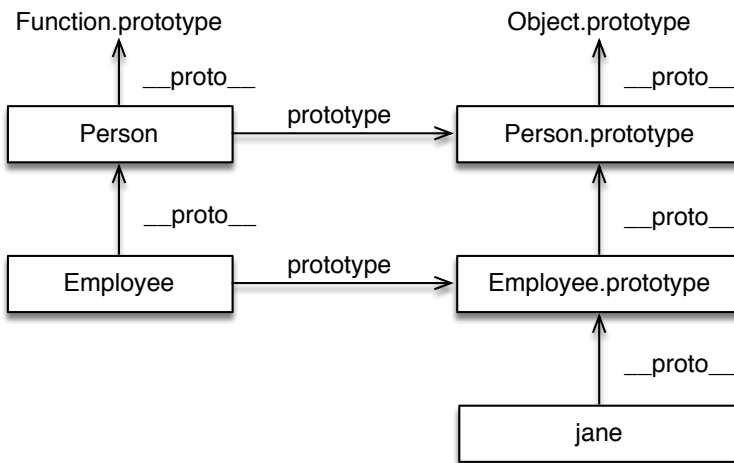 Function.prototype Object.prototype
__proto__ __proto__
Person prototype Person.prototype
__proto__ __proto__
Employee prototype Employee.prototype
__proto__
jane